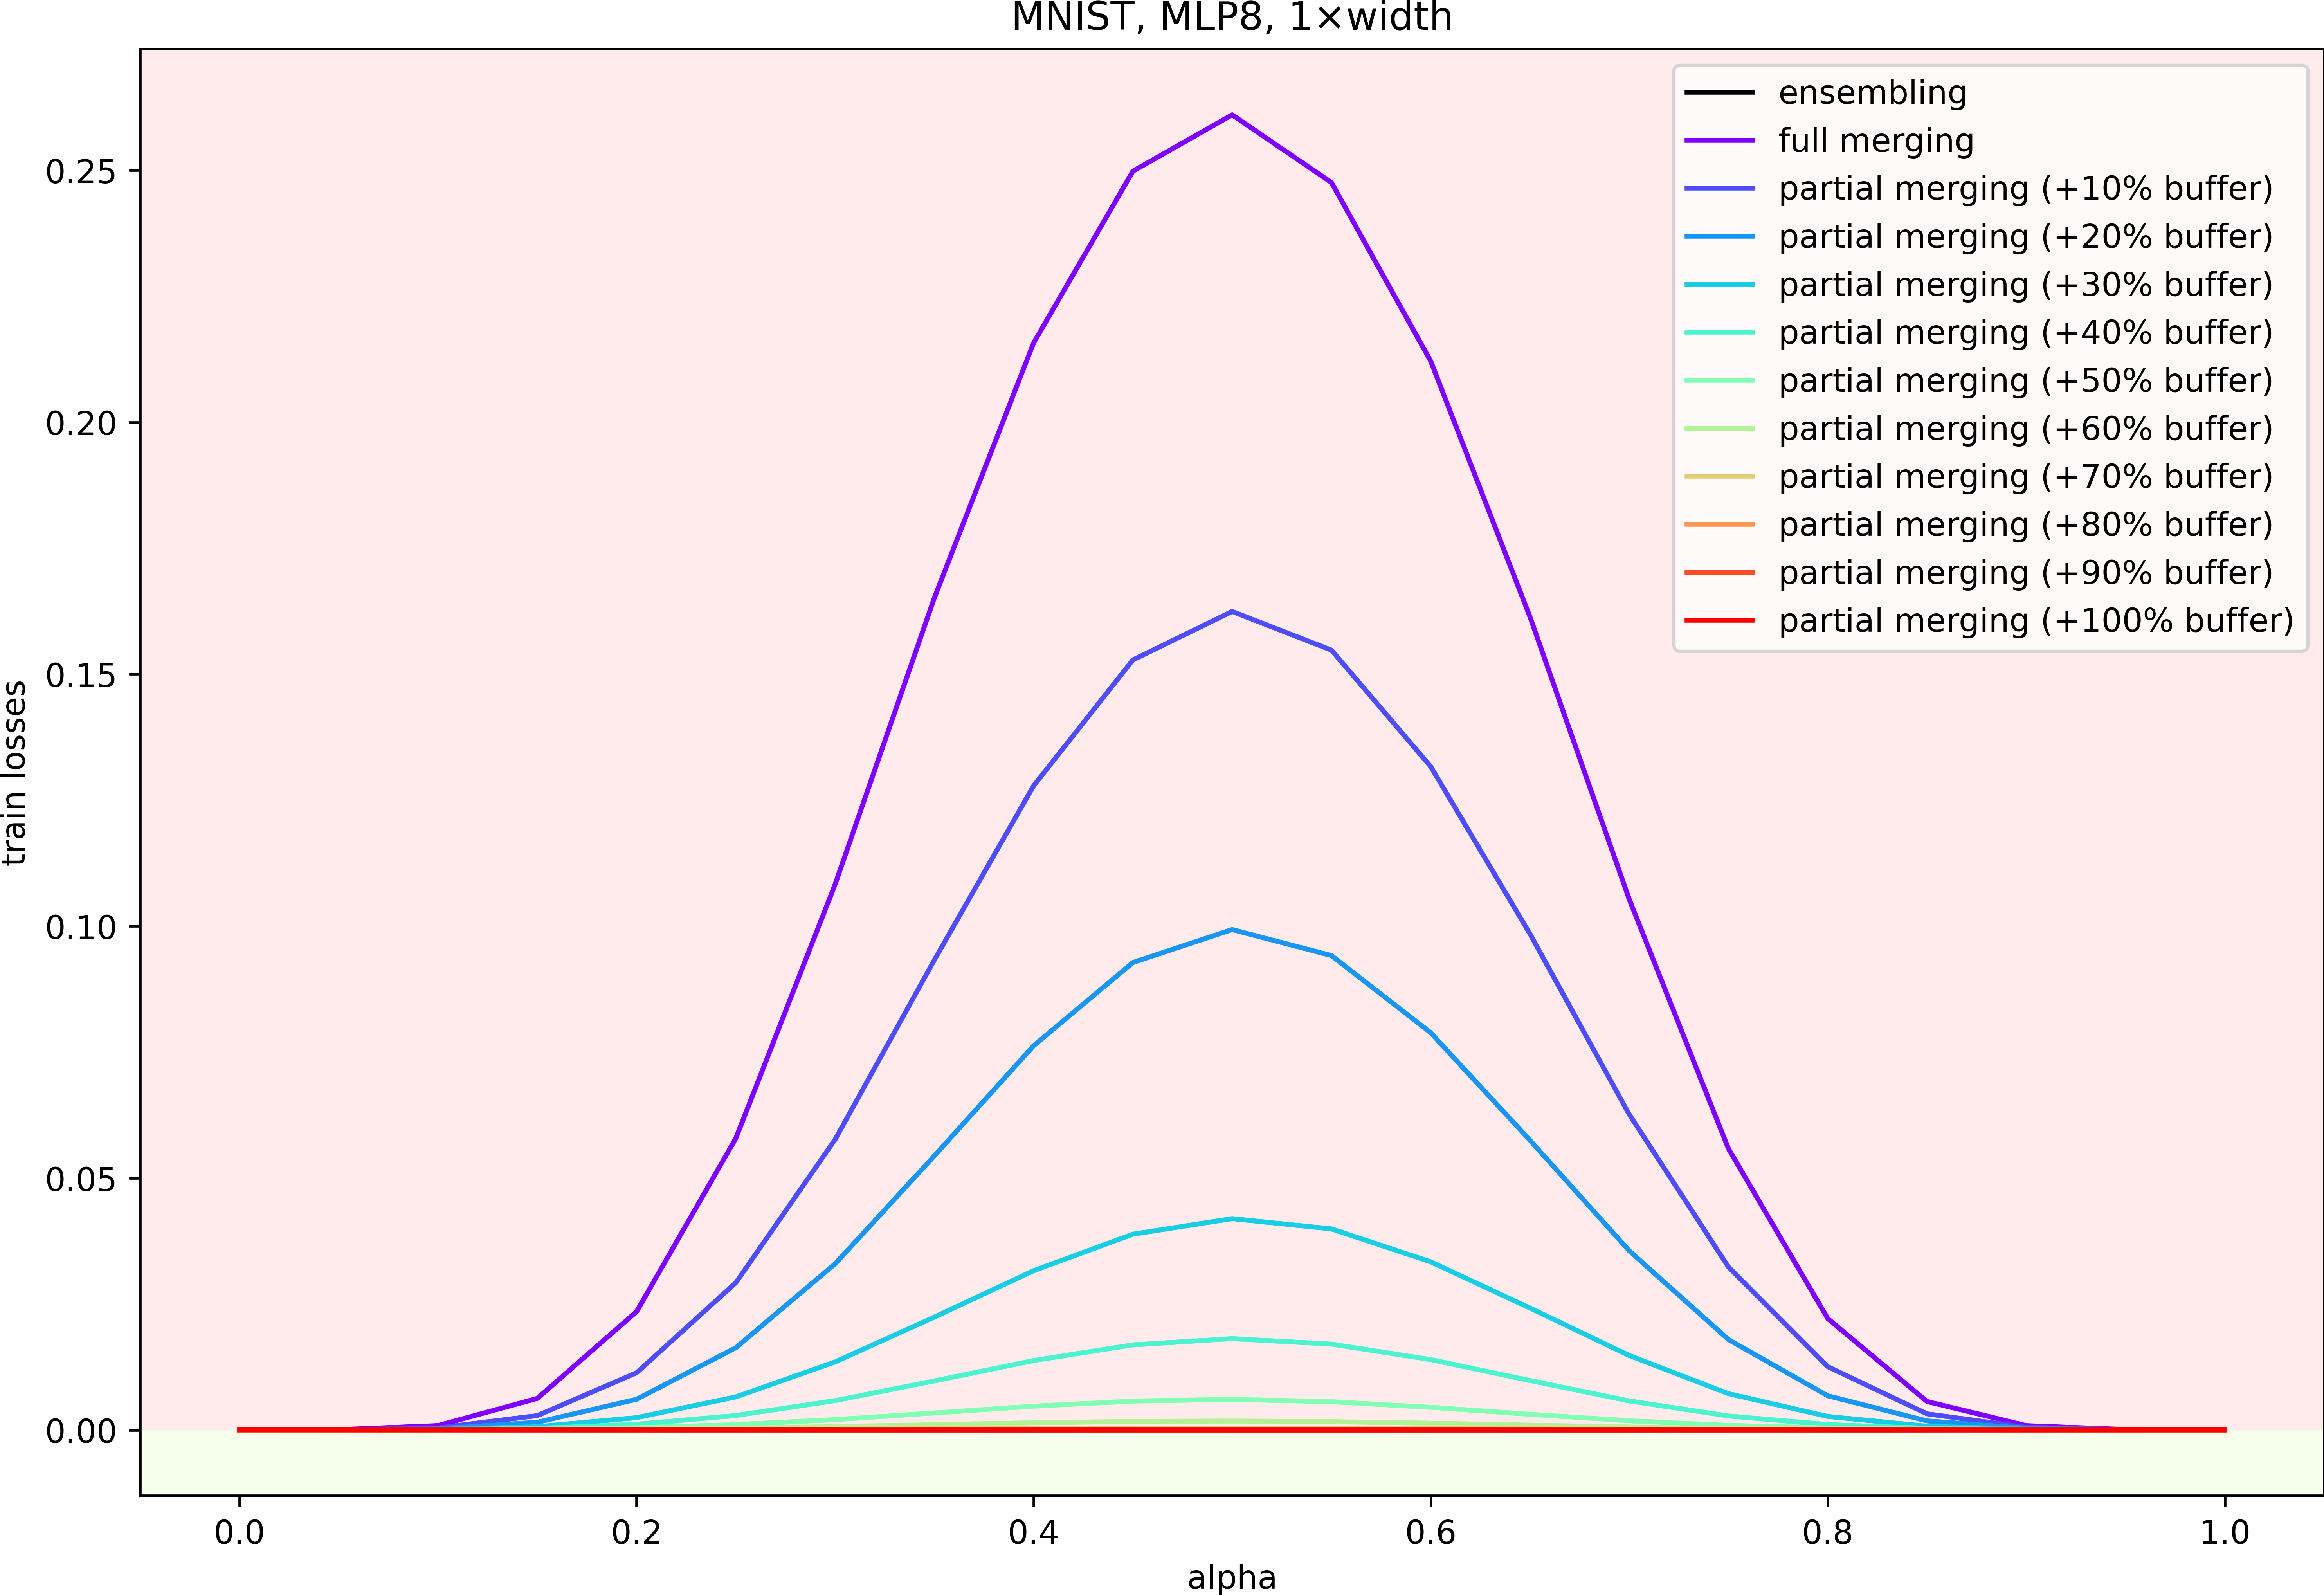 MNIST, MLP8, 1×width
ensembling
full merging
partial merging (+10% buffer)
partial merging (+20% buffer)
partial merging (+30% buffer)
partial merging (+40% buffer)
partial merging (+50% buffer)
partial merging (+60% buffer)
partial merging (+70% buffer)
partial merging (+80% buffer)
partial merging (+90% buffer)
partial merging (+100% buffer)
train losses
0.25
0.20
0.15
0.10
0.05
0.00
0.0 0.2 0.4 0.6 0.8 1.0
alpha